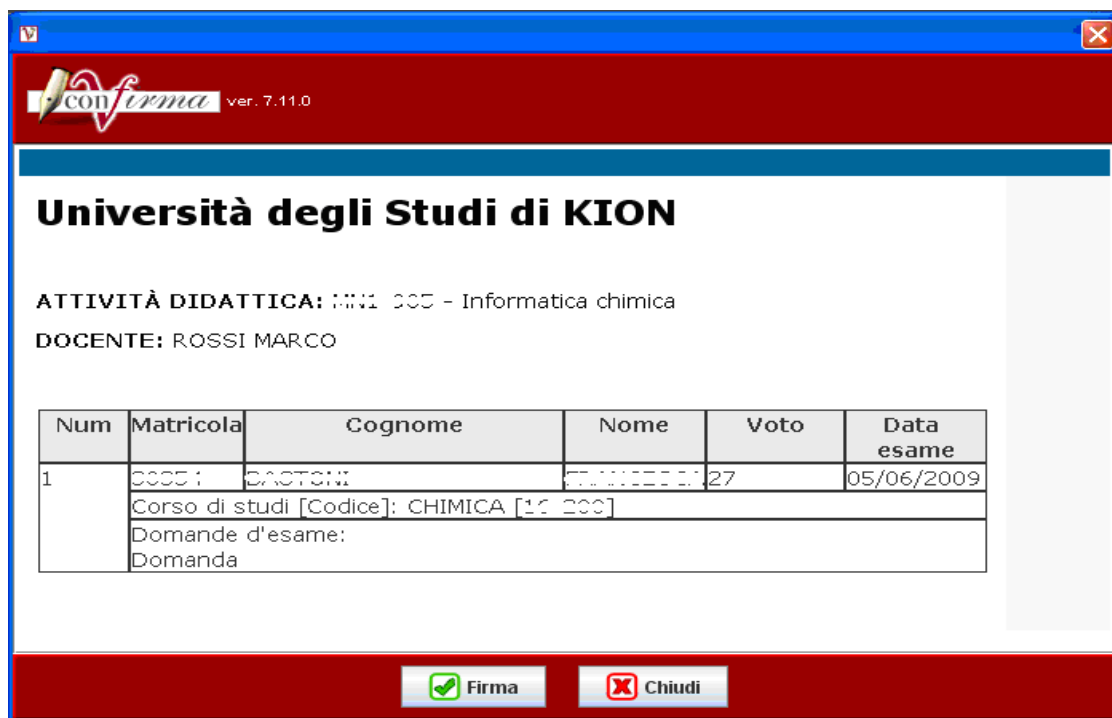 confirma ver. 7.11.0
Università degli Studi di KION
ATTIVITÀ DIDATTICA: - Informatica chimica
DOCENTE: ROSSI MARCO
Num Matricola Cognome Nome Voto Data esame
1 27 05/06/2009
Corso di studi [Codice]: CHIMICA
Domande d'esame:
Domanda
Firma Chiudi